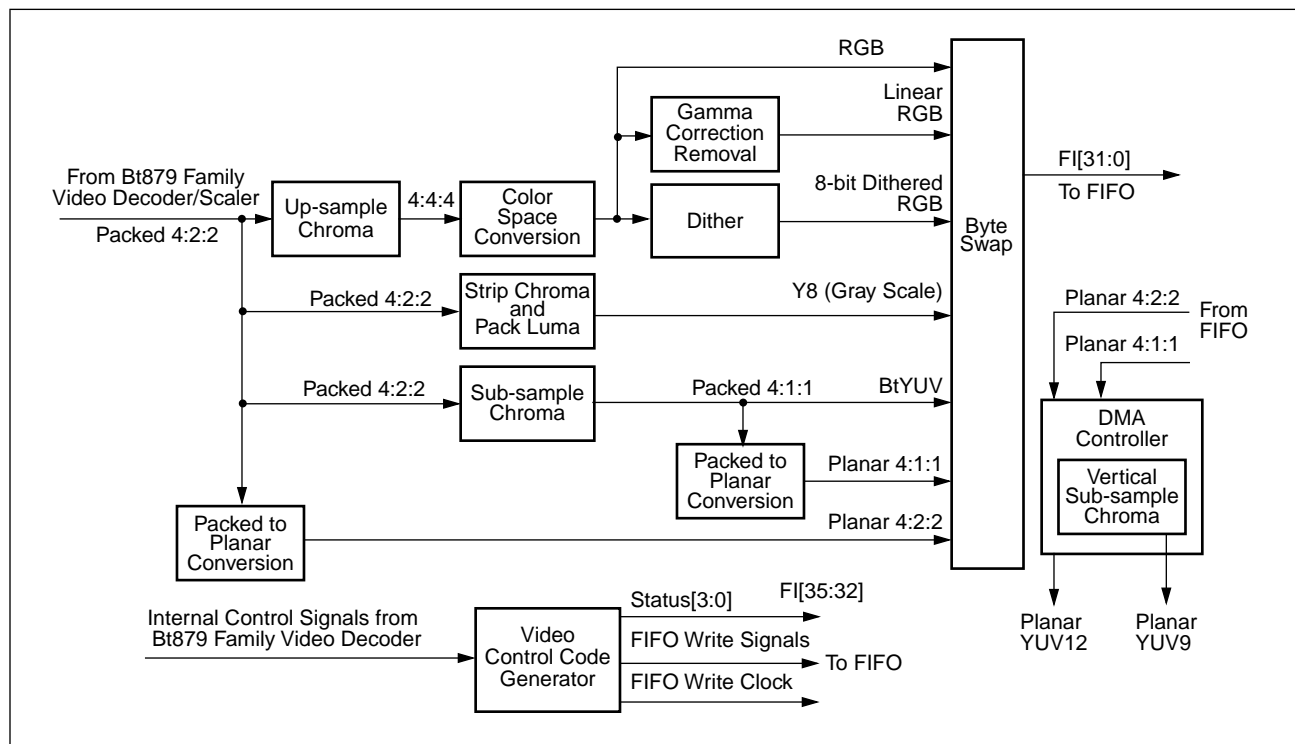 RGB
Linear
RGB
Gamma
Correction
Removal
FI[31:0]
To FIFO
From Bt879 Family
Video Decoder/Scaler
Packed 4:2:2
Up-sample
Chroma
4:4:4
Color
Space
Conversion
8-bit Dithered
RGB
Dither
Byte
Swap
Packed 4:2:2
Strip Chroma
and
Pack Luma
Y8 (Gray Scale)
Planar 4:2:2
From
FIFO
Planar 4:1:1
Packed 4:2:2
Sub-sample
Chroma
Packed 4:1:1
BtYUV
DMA
Controller
Packed to
Planar
Conversion
Planar 4:1:1
Vertical
Sub-sample
Chroma
Packed to
Planar
Conversion
Planar 4:2:2
Internal Control Signals from
Bt879 Family Video Decoder
Video
Control Code
Generator
Status[3:0]
FI[35:32]
FIFO Write Signals
To FIFO
FIFO Write Clock
Planar
YUV12
Planar
YUV9